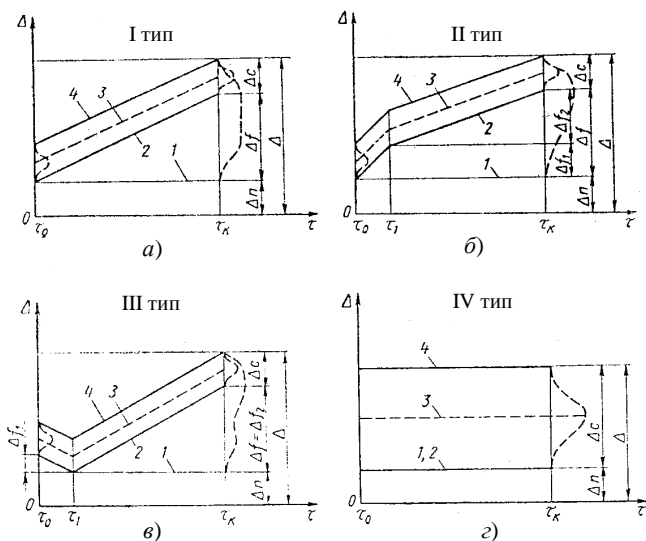 Δ
I тип
4
3
2
1
Δc
Δf
Δ
Δn
0
τ₀
τк
τ
а)
Δ
II тип
4
3
2
1
Δc
Δf₂
Δf
Δf₁
Δ
Δn
0
τ₀
τ₁
τк
τ
б)
Δ
III тип
4
3
2
1
Δf₁
Δc
Δf=Δf₂
Δ
Δn
0
τ₀
τ₁
τк
τ
в)
Δ
IV тип
4
3
1,2
Δc
Δ
Δn
0
τ₀
τк
τ
г)